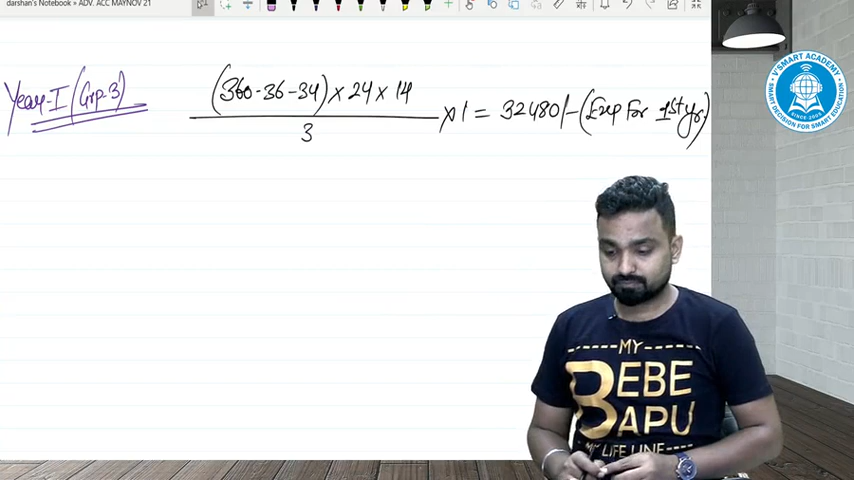 darshan's Notebook » ADV. ACC MAYNOV 21
Year-I (Grp-3)
(360-36-34) x 24 x 14
3
x 1 = 32480/- (Exp For 1st yr.)
V'SMART ACADEMY
SINCE-2003
SMART DECISION FOR SMART EDUCATION
MY
BEBE
BAPU
MY LIFE LINE